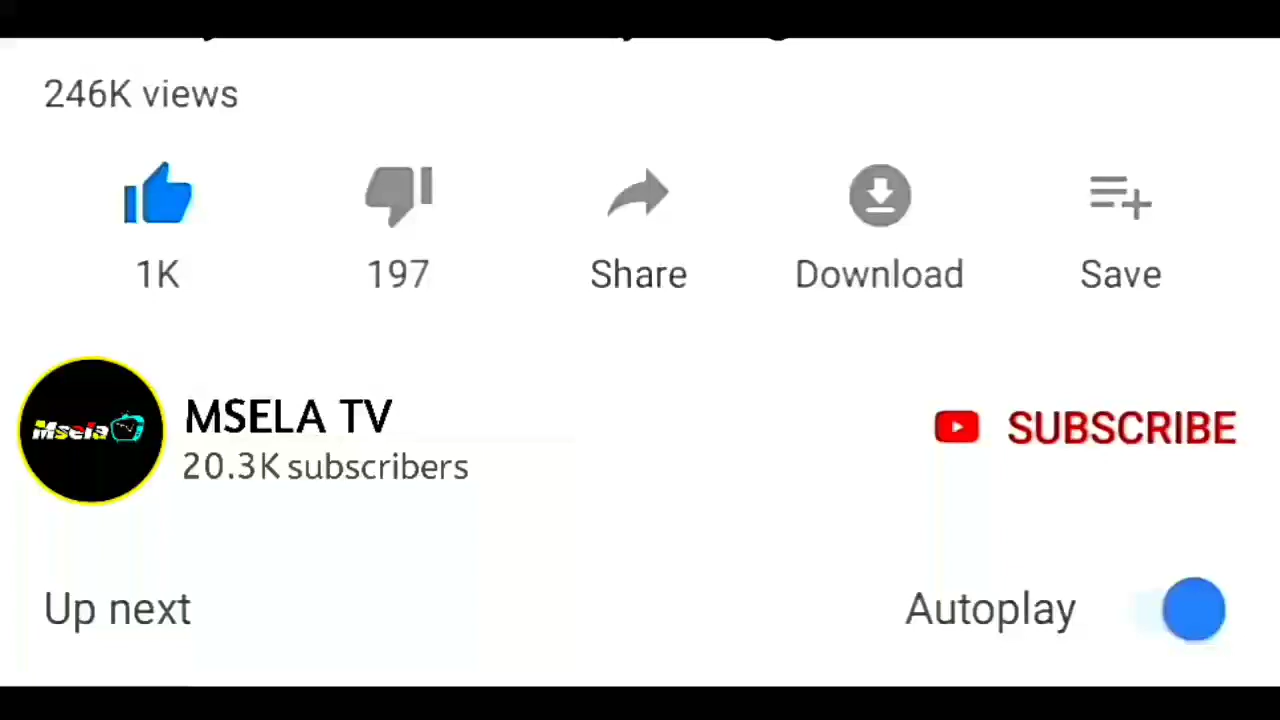 246K views
1K
197
Share
Download
Save
Msela
MSELA TV
20.3K subscribers
SUBSCRIBE
Up next
Autoplay